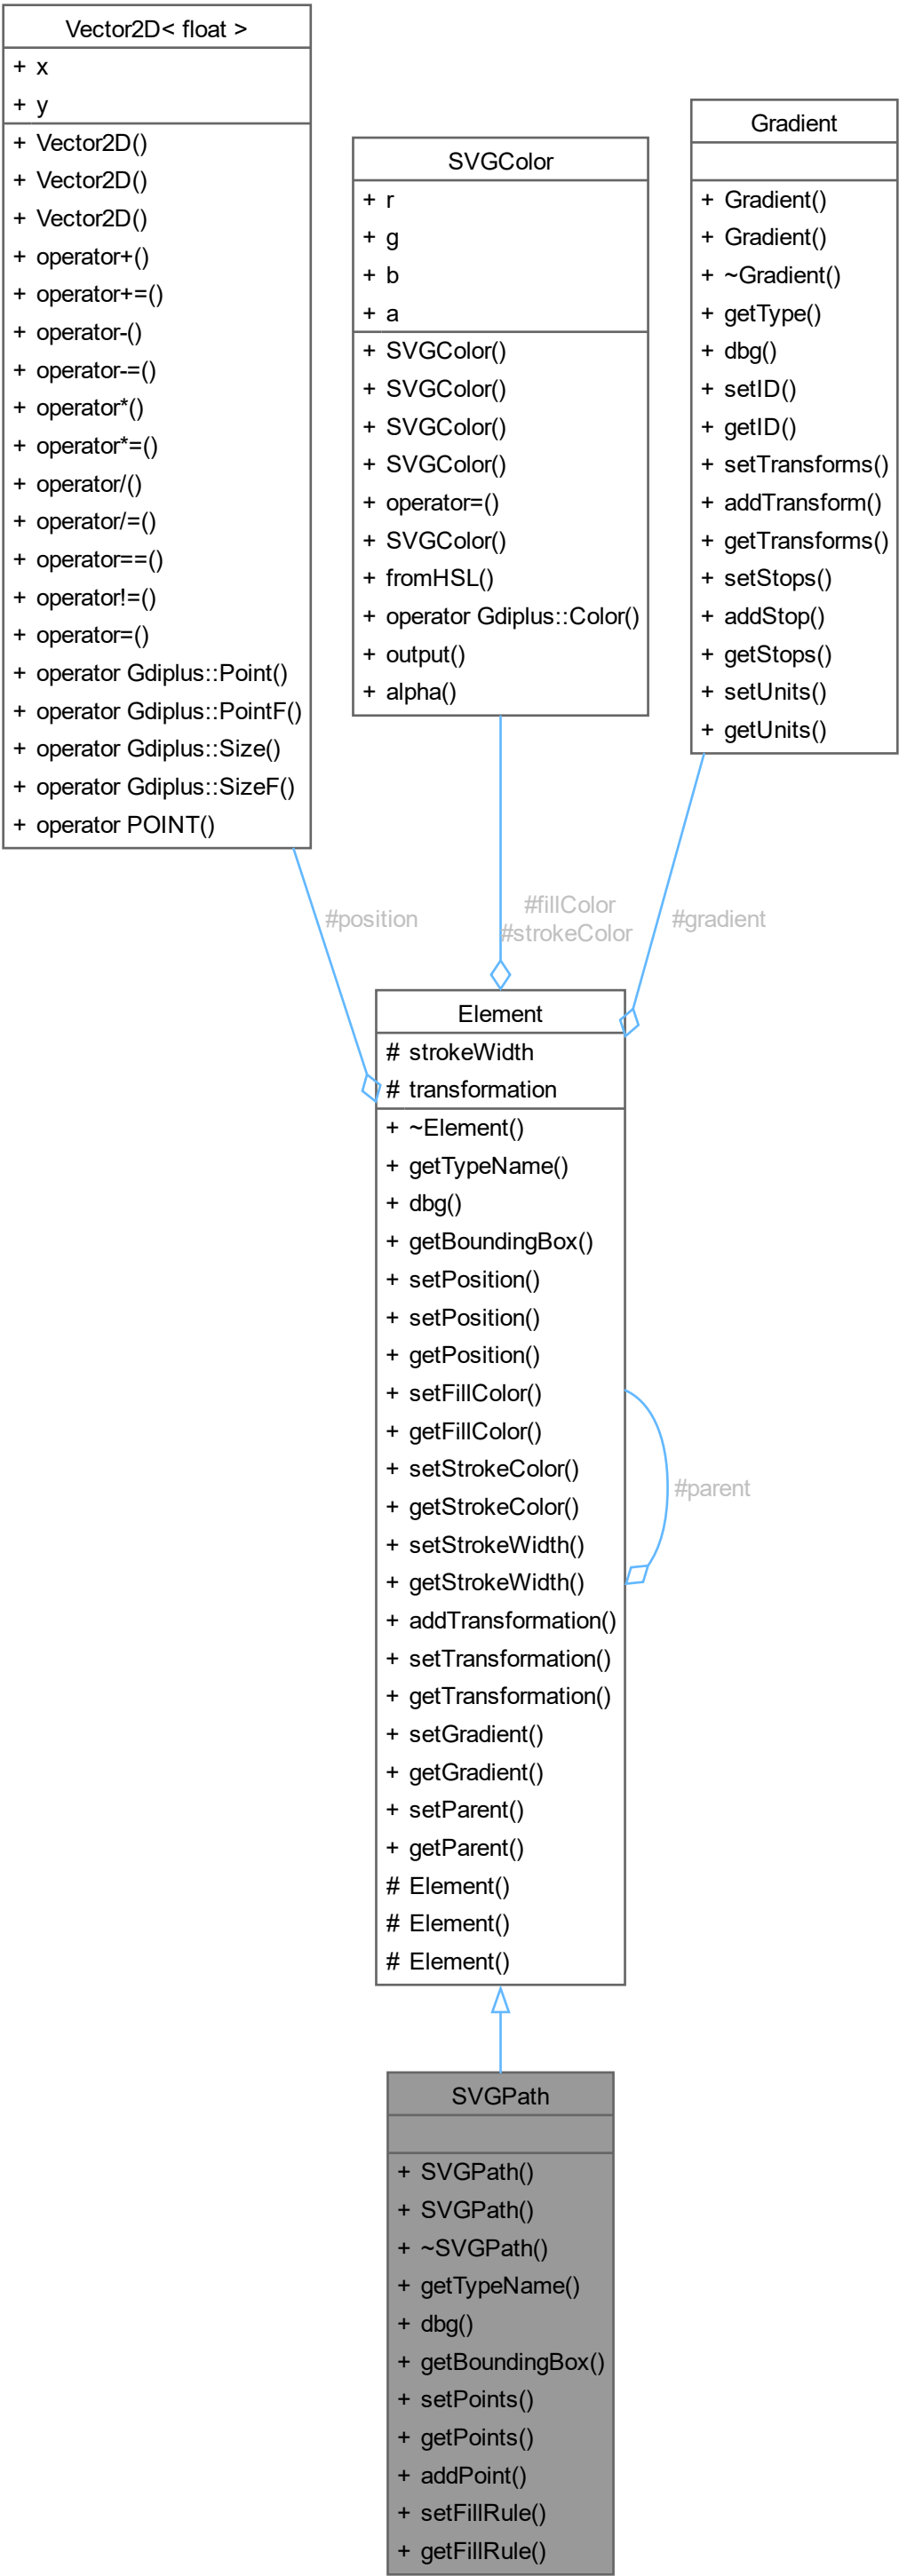 Vector2D< float >
+ x
+ y
+ Vector2D()
+ Vector2D()
+ Vector2D()
+ operator+()
+ operator+=()
+ operator-()
+ operator-=()
+ operator*()
+ operator*=()
+ operator/()
+ operator/=()
+ operator==()
+ operator!=()
+ operator=()
+ operator Gdiplus::Point()
+ operator Gdiplus::PointF()
+ operator Gdiplus::Size()
+ operator Gdiplus::SizeF()
+ operator POINT()
SVGColor
+ r
+ g
+ b
+ a
+ SVGColor()
+ SVGColor()
+ SVGColor()
+ SVGColor()
+ operator=()
+ SVGColor()
+ fromHSL()
+ operator Gdiplus::Color()
+ output()
+ alpha()
Gradient
+ Gradient()
+ Gradient()
+ ~Gradient()
+ getType()
+ dbg()
+ setID()
+ getID()
+ setTransforms()
+ addTransform()
+ getTransforms()
+ setStops()
+ addStop()
+ getStops()
+ setUnits()
+ getUnits()
#position
#fillColor
#strokeColor
#gradient
Element
# strokeWidth
# transformation
+ ~Element()
+ getTypeName()
+ dbg()
+ getBoundingBox()
+ setPosition()
+ setPosition()
+ getPosition()
+ setFillColor()
+ getFillColor()
+ setStrokeColor()
+ getStrokeColor()
+ setStrokeWidth()
+ getStrokeWidth()
+ addTransformation()
+ setTransformation()
+ getTransformation()
+ setGradient()
+ getGradient()
+ setParent()
+ getParent()
# Element()
# Element()
# Element()
#parent
SVGPath
+ SVGPath()
+ SVGPath()
+ ~SVGPath()
+ getTypeName()
+ dbg()
+ getBoundingBox()
+ setPoints()
+ getPoints()
+ addPoint()
+ setFillRule()
+ getFillRule()